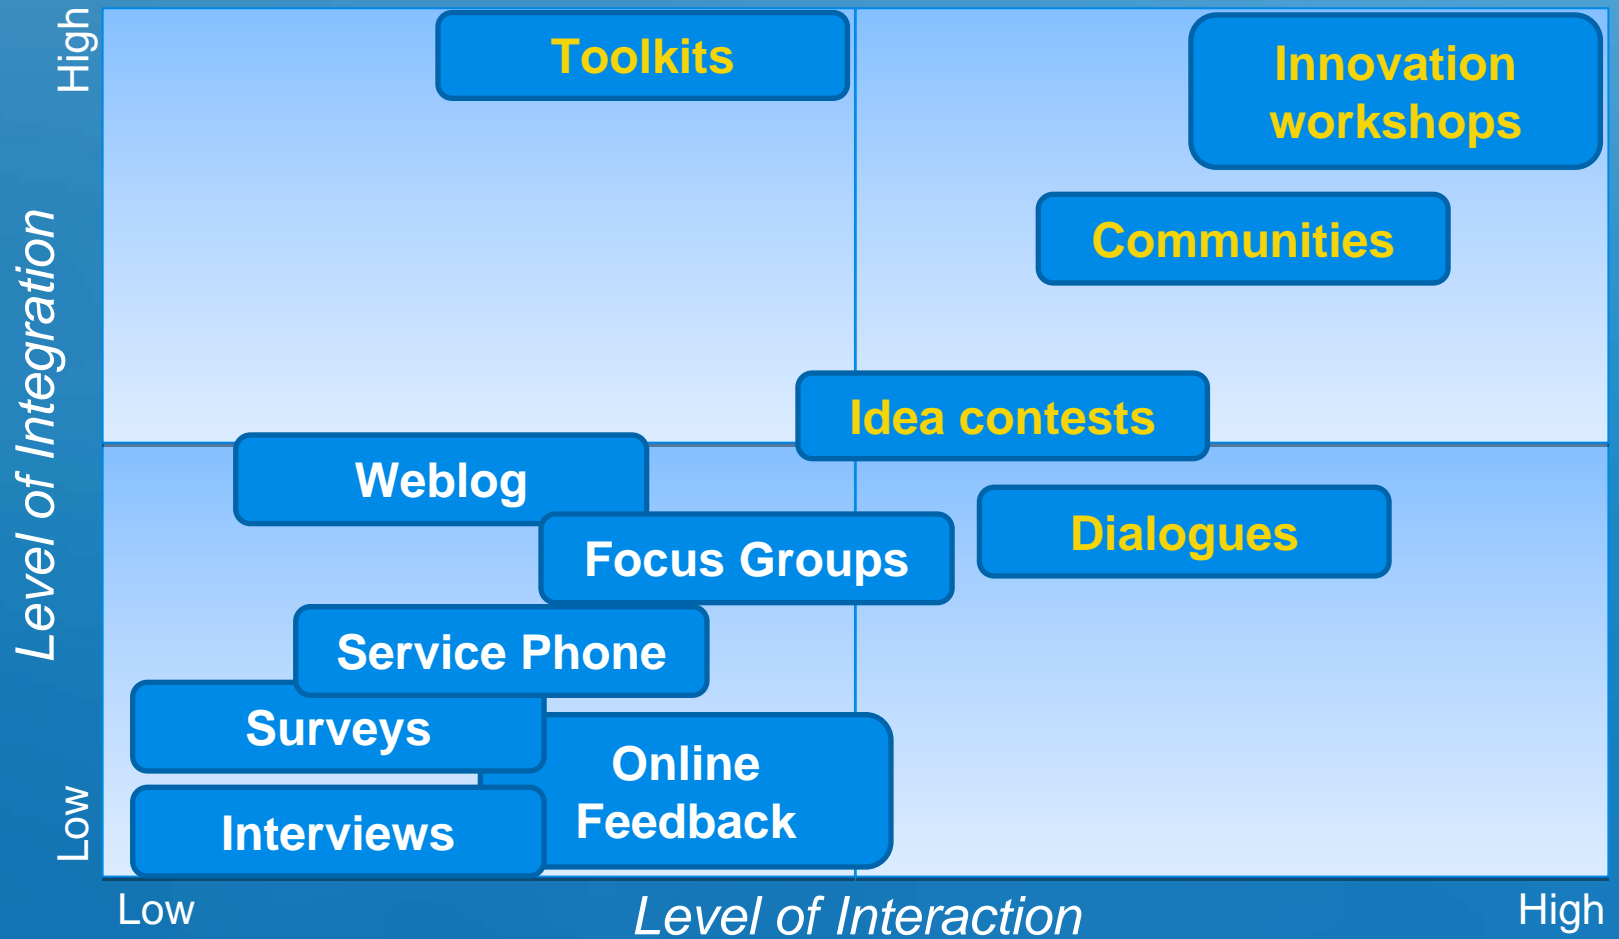 High
Toolkits
Innovation
workshops
Communities
Level of Integration
Idea contests
Weblog
Dialogues
Focus Groups
Service Phone
Surveys
Online
Feedback
Interviews
Low
Low
Level of Interaction
High